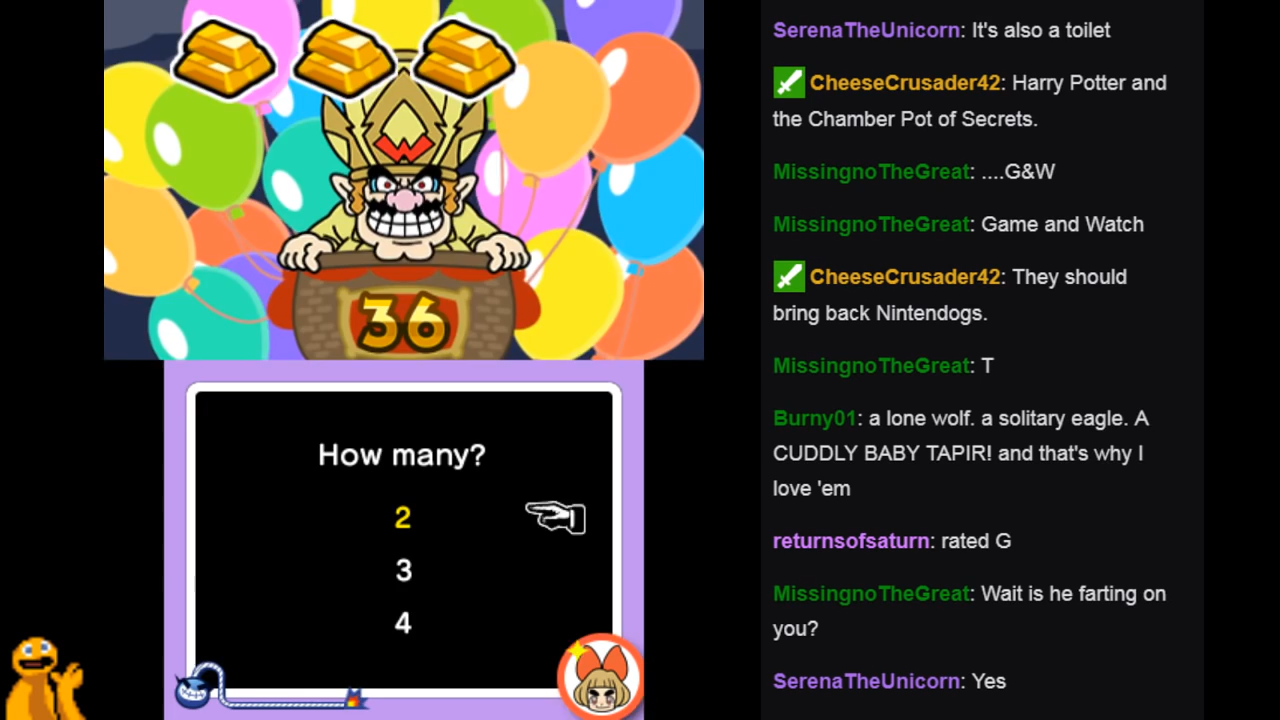 W
36
How many?
2
3
4
SerenaTheUnicorn: It's also a toilet
CheeseCrusader42: Harry Potter and
the Chamber Pot of Secrets.
MissingnoTheGreat: ....G&W
MissingnoTheGreat: Game and Watch
CheeseCrusader42: They should
bring back Nintendogs.
MissingnoTheGreat: T
Burny01: a lone wolf. a solitary eagle. A
CUDDLY BABY TAPIR! and that's why I
love 'em
returnsofsaturn: rated G
MissingnoTheGreat: Wait is he farting on
you?
SerenaTheUnicorn: Yes